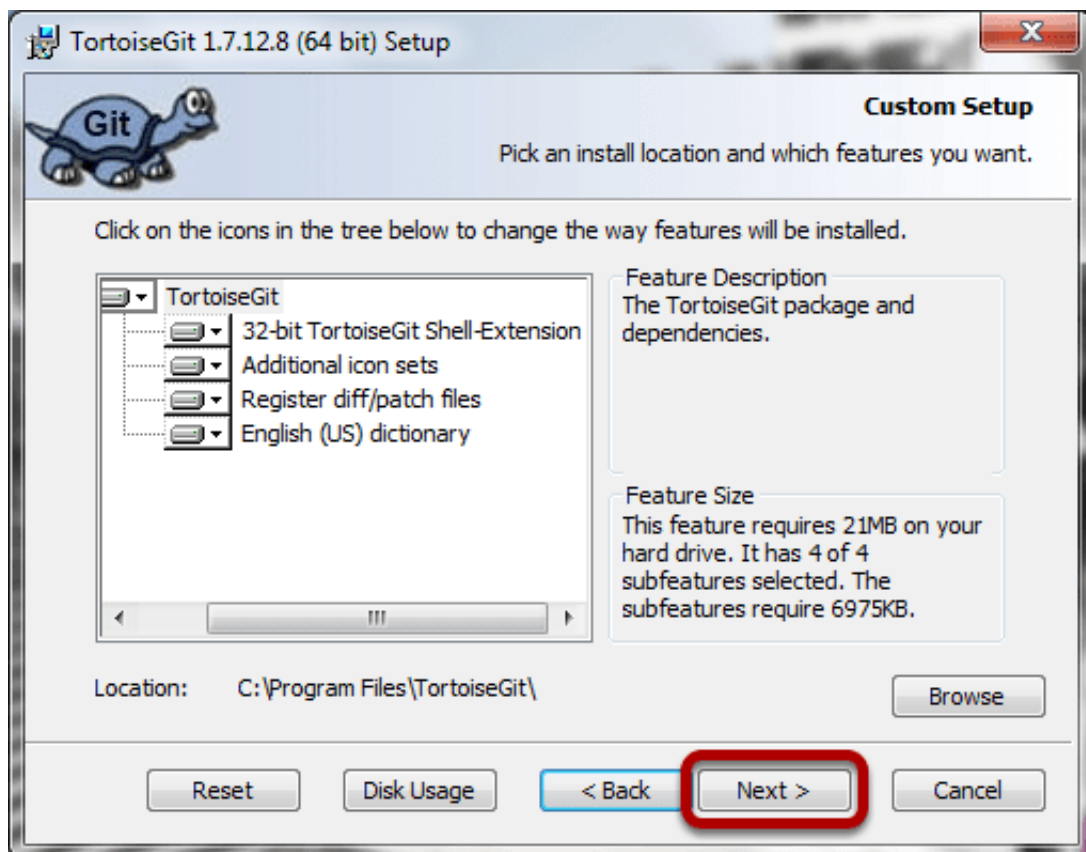 TortoiseGit 1.7.12.8 (64 bit) Setup
Git
Custom Setup
Pick an install location and which features you want.
Click on the icons in the tree below to change the way features will be installed.
TortoiseGit
32-bit TortoiseGit Shell-Extension
Additional icon sets
Register diff/patch files
English (US) dictionary
Feature Description
The TortoiseGit package and
dependencies.
Feature Size
This feature requires 21MB on your
hard drive. It has 4 of 4
subfeatures selected. The
subfeatures require 6975KB.
Location: C:\Program Files\TortoiseGit\
Browse
Reset Disk Usage < Back Next > Cancel